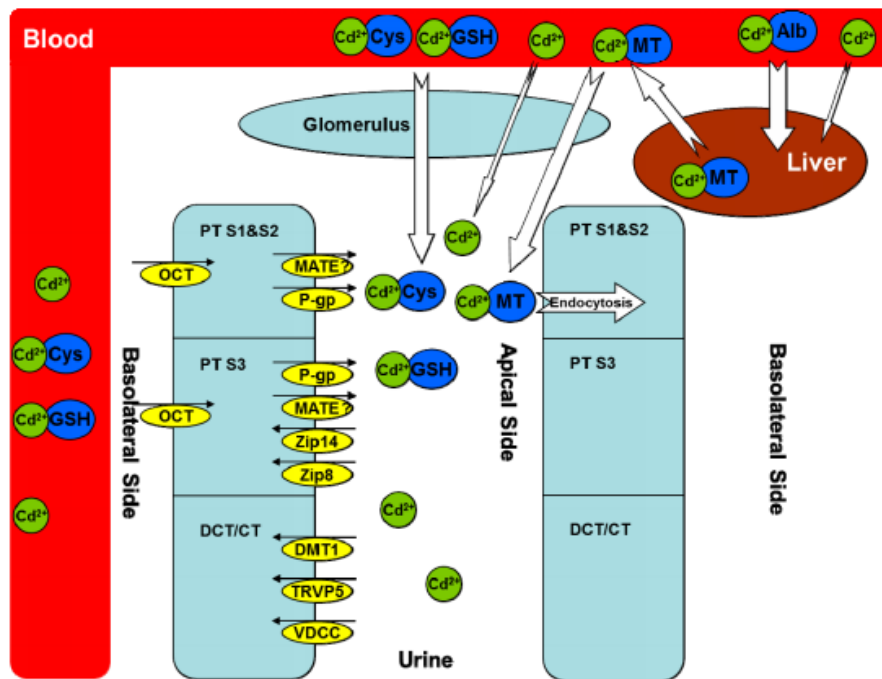 Blood
Cd²⁺ Cys
Cd²⁺ GSH
Cd²⁺
Cd²⁺ MT
Cd²⁺ Alb
Cd²⁺
Glomerulus
Liver
Cd²⁺ MT
PT S1&S2
OCT
MATE?
P-gp
Cd²⁺
Cd²⁺ Cys
Cd²⁺ MT
Endocytosis
PT S1&S2
Cd²⁺
Cd²⁺ Cys
Cd²⁺ GSH
Cd²⁺
Basolateral Side
PT S3
OCT
P-gp
MATE?
Zip14
Zip8
Cd²⁺ GSH
Apical Side
PT S3
Basolateral Side
DCT/CT
DMT1
TRVP5
VDCC
Cd²⁺
Cd²⁺
DCT/CT
Urine